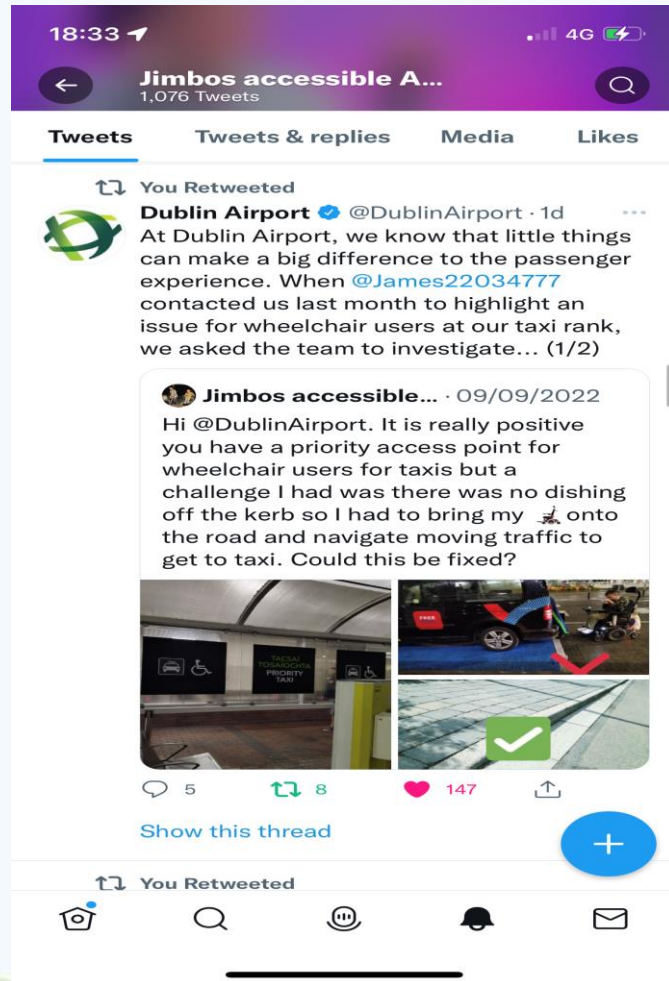 18:33
4G
Jimbos accessible A...
1,076 Tweets
Tweets
Tweets & replies
Media
Likes
You Retweeted
Dublin Airport @DublinAirport · 1d
At Dublin Airport, we know that little things
can make a big difference to the passenger
experience. When @James22034777
contacted us last month to highlight an
issue for wheelchair users at our taxi rank,
we asked the team to investigate... (1/2)
Jimbos accessible... · 09/09/2022
Hi @DublinAirport. It is really positive
you have a priority access point for
wheelchair users for taxis but a
challenge I had was there was no dishing
off the kerb so I had to bring my onto
the road and navigate moving traffic to
get to taxi. Could this be fixed?
TACSAÍ
TOSAÍOCHTA
PRIORITY
TAXI
FREE
5
8
147
Show this thread
You Retweeted